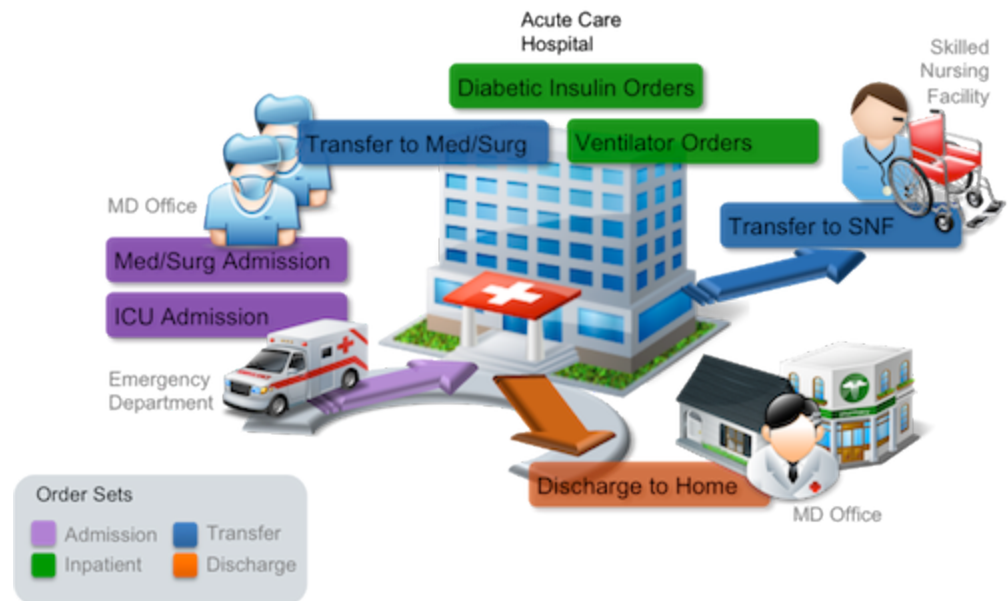 Acute Care
Hospital
Skilled
Nursing
Facility
Diabetic Insulin Orders
Transfer to Med/Surg
Ventilator Orders
MD Office
Transfer to SNF
Med/Surg Admission
ICU Admission
Emergency
Department
Discharge to Home
MD Office
Order Sets
Admission
Transfer
Inpatient
Discharge